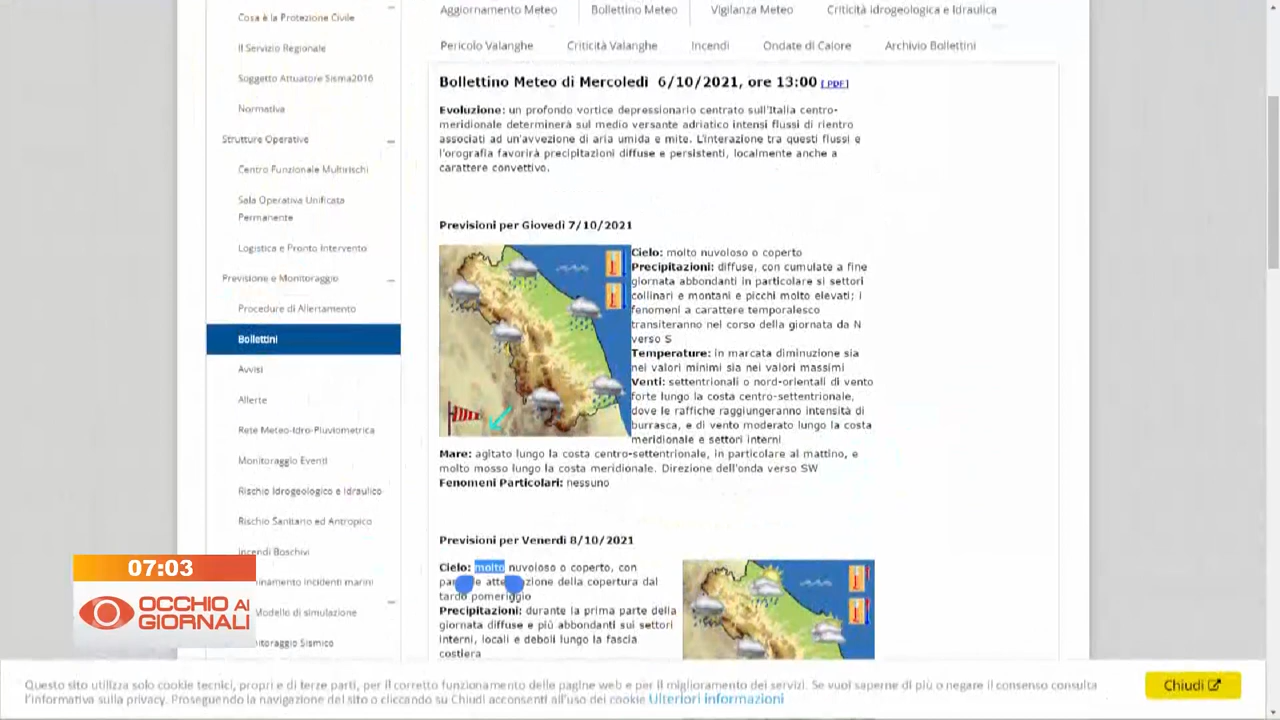 Cosa è la Protezione Civile
Il Servizio Regionale
Soggetto Attuatore Sisma2016
Normativa
Strutture Operative
Centro Funzionale Multirischi
Sala Operativa Unificata
Permanente
Logistica e Pronto Intervento
Previsione e Monitoraggio
Procedure di Allertamento
Bollettini
Avvisi
Allerte
Rete Meteo-Idro-Pluviometrica
Monitoraggio Eventi
Rischio Idrogeologico e Idraulico
Rischio Sanitario ed Antropico
Incendi Boschivi
inamento incidenti marini
Modello di simulazione
nitoraggio Sismico
Aggiornamento Meteo
Bollettino Meteo
Vigilanza Meteo
Criticità Idrogeologica e Idraulica
Pericolo Valanghe
Criticità Valanghe
Incendi
Ondate di Calore
Archivio Bollettini
Bollettino Meteo di Mercoledì 6/10/2021, ore 13:00 [ PDF]
Evoluzione: un profondo vortice depressionario centrato sull'Italia centro-
meridionale determinerà sul medio versante adriatico intensi flussi di rientro
associati ad un'avvezione di aria umida e mite. L'interazione tra questi flussi e
l'orografia favorirà precipitazioni diffuse e persistenti, localmente anche a
carattere convettivo.
Previsioni per Giovedì 7/10/2021
Cielo: molto nuvoloso o coperto
Precipitazioni: diffuse, con cumulate a fine
giornata abbondanti in particolare si settori
collinari e montani e picchi molto elevati; i
fenomeni a carattere temporalesco
transiteranno nel corso della giornata da N
verso S
Temperature: in marcata diminuzione sia
nei valori minimi sia nei valori massimi
Venti: settentrionali o nord-orientali di vento
forte lungo la costa centro-settentrionale,
dove le raffiche raggiungeranno intensità di
burrasca, e di vento moderato lungo la costa
meridionale e settori interni
Mare: agitato lungo la costa centro-settentrionale, in particolare al mattino, e
molto mosso lungo la costa meridionale. Direzione dell'onda verso SW
Fenomeni Particolari: nessuno
Previsioni per Venerdì 8/10/2021
Cielo: molto nuvoloso o coperto, con
zione della copertura dal
tardo pomeriggio
Precipitazioni: durante la prima parte della
giornata diffuse e più abbondanti sui settori
interni, locali e deboli lungo la fascia
costiera
07:03
OCCHIO AI
GIORNALI
Questo sito utilizza solo cookie tecnici, propri e di terze parti, per il corretto funzionamento delle pagine web e per il miglioramento dei servizi. Se vuoi saperne di più o negare il consenso consulta
l'informativa sulla privacy. Proseguendo la navigazione del sito o cliccando su Chiudi acconsenti all'uso dei cookie Ulteriori informazioni
Chiudi